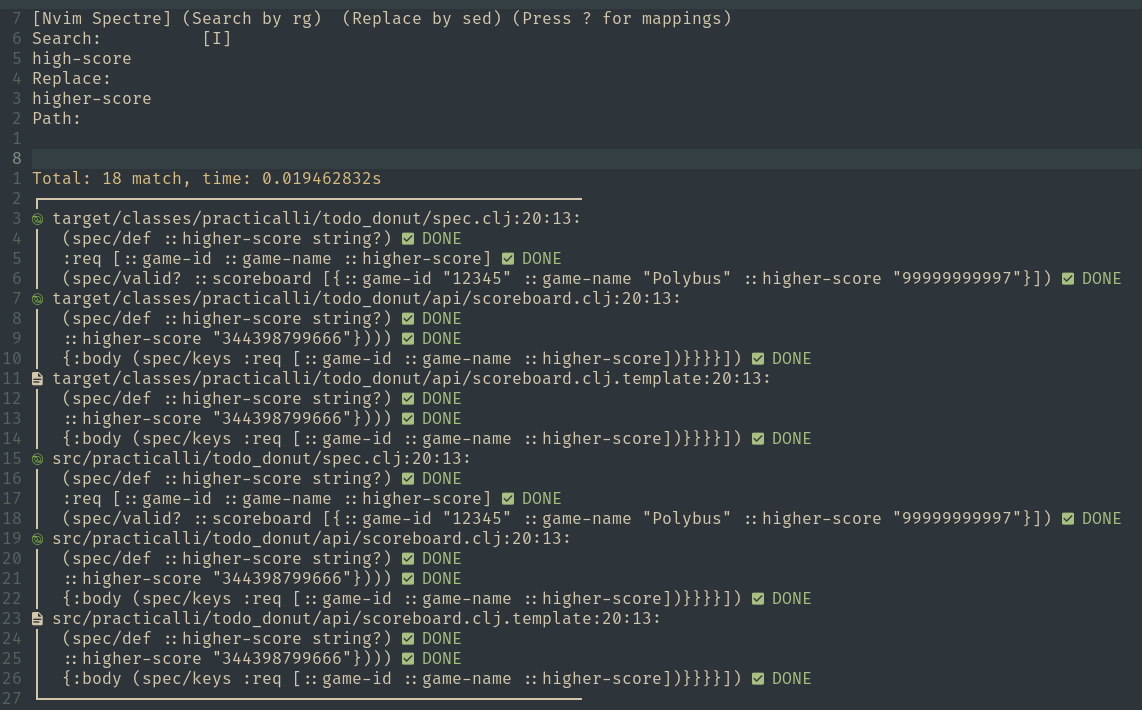 7 [Nvim Spectre] (Search by rg)  (Replace by sed) (Press ? for mappings)
6 Search:          [I]
5 high-score
4 Replace:
3 higher-score
2 Path:
1
8
1 Total: 18 match, time: 0.019462832s
2
3 target/classes/practicalli/todo_donut/spec.clj:20:13:
4 (spec/def ::higher-score string?) DONE
5 :req [::game-id ::game-name ::higher-score] DONE
6 (spec/valid? ::scoreboard [{::game-id "12345" ::game-name "Polybus" ::higher-score "99999999997"}]) DONE
7 target/classes/practicalli/todo_donut/api/scoreboard.clj:20:13:
8 (spec/def ::higher-score string?) DONE
9 ::higher-score "344398799666"}))) DONE
10 {:body (spec/keys :req [::game-id ::game-name ::higher-score])}}}}]) DONE
11 target/classes/practicalli/todo_donut/api/scoreboard.clj.template:20:13:
12 (spec/def ::higher-score string?) DONE
13 ::higher-score "344398799666"}))) DONE
14 {:body (spec/keys :req [::game-id ::game-name ::higher-score])}}}}]) DONE
15 src/practicalli/todo_donut/spec.clj:20:13:
16 (spec/def ::higher-score string?) DONE
17 :req [::game-id ::game-name ::higher-score] DONE
18 (spec/valid? ::scoreboard [{::game-id "12345" ::game-name "Polybus" ::higher-score "99999999997"}]) DONE
19 src/practicalli/todo_donut/api/scoreboard.clj:20:13:
20 (spec/def ::higher-score string?) DONE
21 ::higher-score "344398799666"}))) DONE
22 {:body (spec/keys :req [::game-id ::game-name ::higher-score])}}}}]) DONE
23 src/practicalli/todo_donut/api/scoreboard.clj.template:20:13:
24 (spec/def ::higher-score string?) DONE
25 ::higher-score "344398799666"}))) DONE
26 {:body (spec/keys :req [::game-id ::game-name ::higher-score])}}}}]) DONE
27